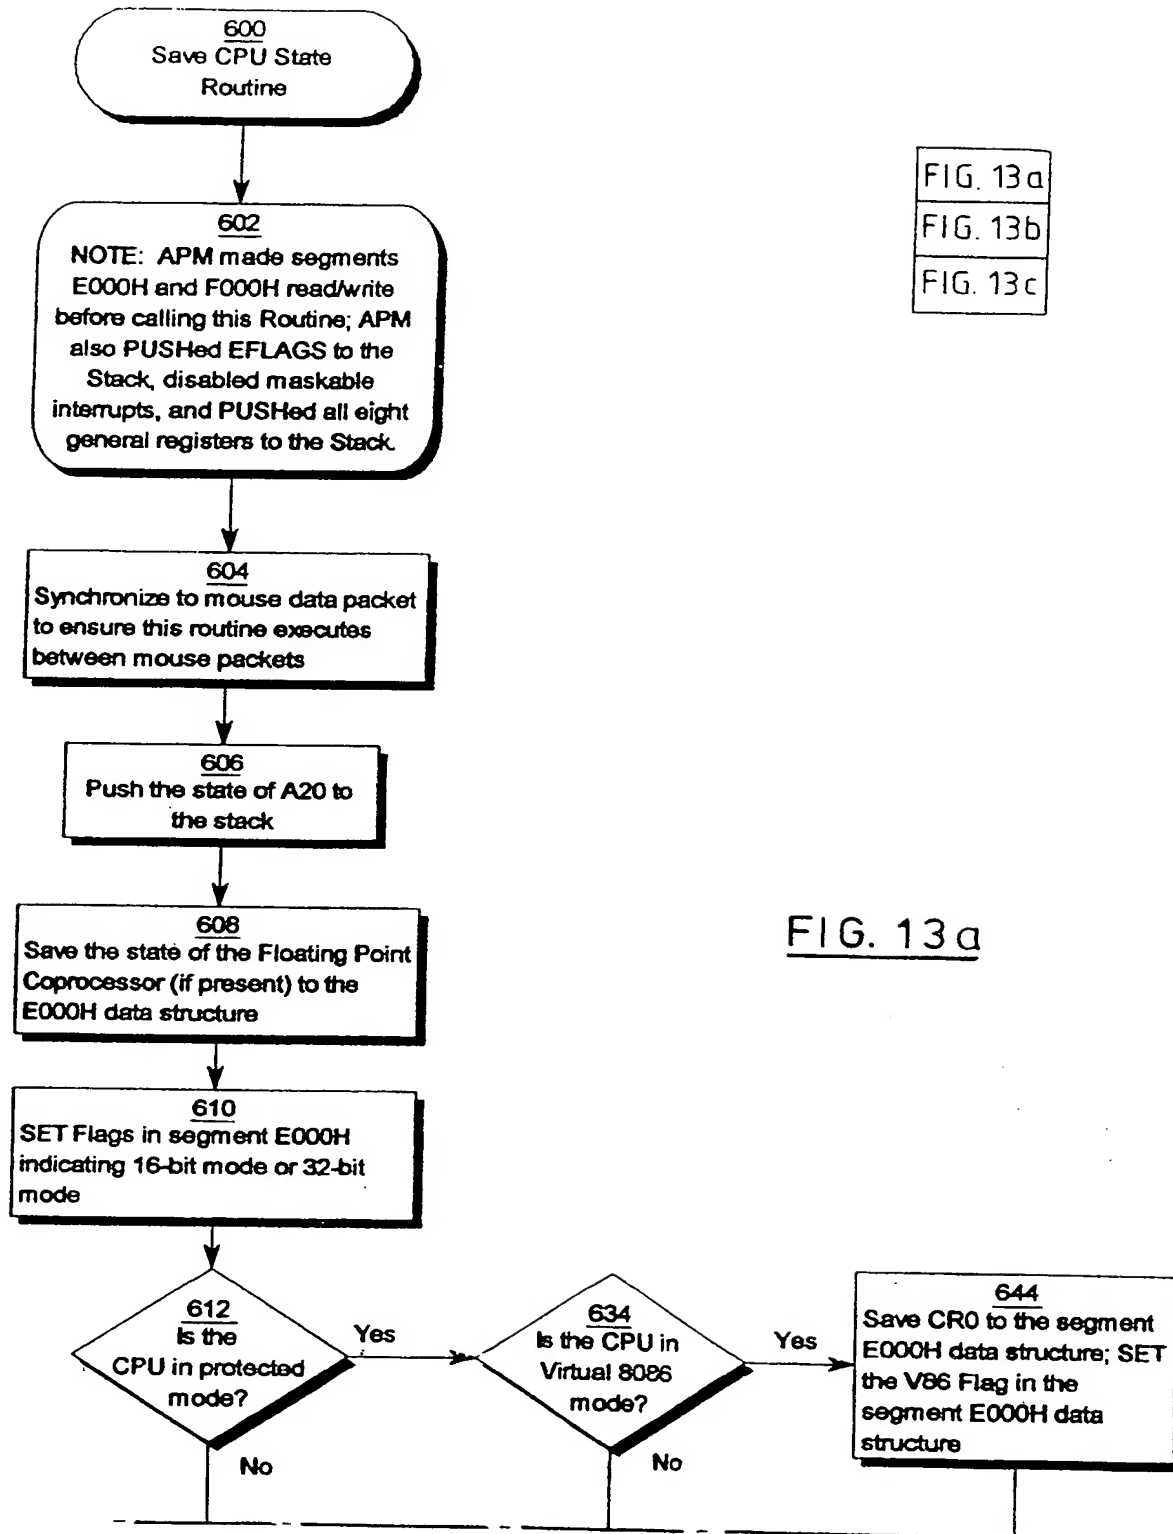 600
Save CPU State
Routine
602
NOTE: APM made segments
E000H and F000H read/write
before calling this Routine; APM
also PUSHed EFLAGS to the
Stack, disabled maskable
interrupts, and PUSHed all eight
general registers to the Stack.
FIG. 13a
FIG. 13b
FIG. 13c
604
Synchronize to mouse data packet
to ensure this routine executes
between mouse packets
606
Push the state of A20 to
the stack
608
Save the state of the Floating Point
Coprocessor (if present) to the
E000H data structure
FIG. 13a
610
SET Flags in segment E000H
indicating 16-bit mode or 32-bit
mode
612
Is the
CPU in protected
mode?
Yes
No
634
Is the CPU in
Virtual 8086
mode?
Yes
No
644
Save CR0 to the segment
E000H data structure; SET
the V86 Flag in the
segment E000H data
structure